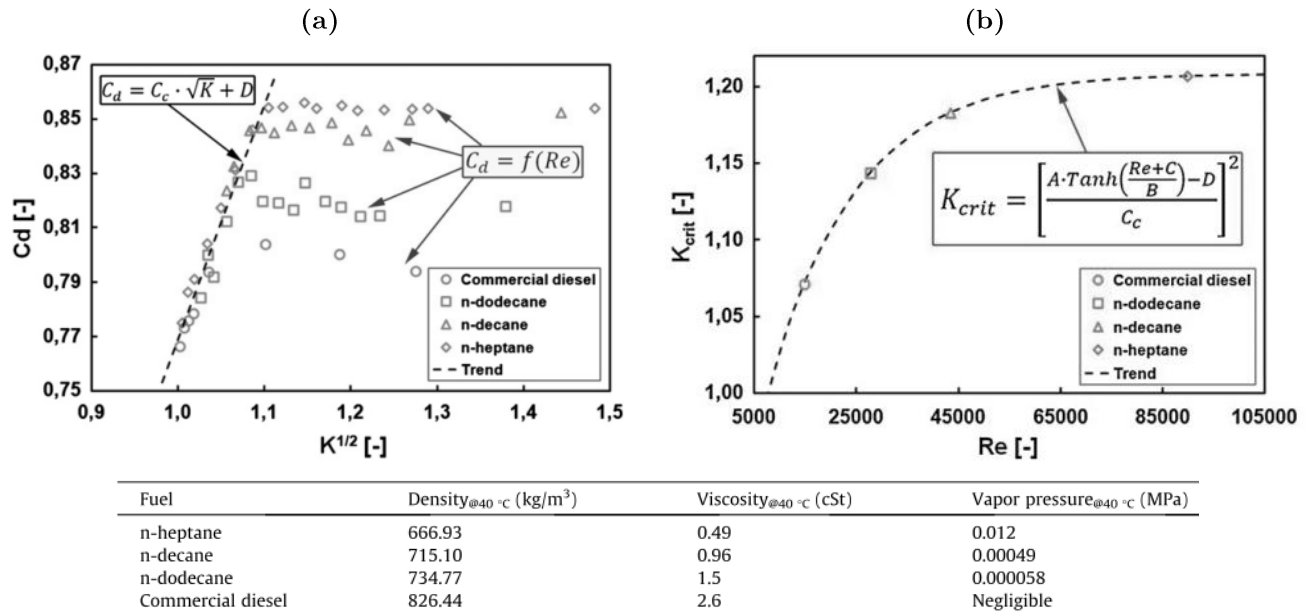 (a)
0,87
0,85
0,83
0,81
0,79
0,77
0,75
Cd [-]
C_d = C_c · √K + D
C_d = f(Re)
Commercial diesel
n-dodecane
n-decane
n-heptane
Trend
0,9 1,0 1,1 1,2 1,3 1,4 1,5
K^{1/2} [-]
(b)
1,20
1,15
1,10
1,05
1,00
K_{crit} [-]
K_{crit} = [ (A·Tanh((Re+C)/B) − D) / C_c ]^2
Commercial diesel
n-dodecane
n-decane
n-heptane
Trend
5000 25000 45000 65000 85000 105000
Re [-]
Fuel Density@40 °C (kg/m³) Viscosity@40 °C (cSt) Vapor pressure@40 °C (MPa)
n-heptane 666.93 0.49 0.012
n-decane 715.10 0.96 0.00049
n-dodecane 734.77 1.5 0.000058
Commercial diesel 826.44 2.6 Negligible